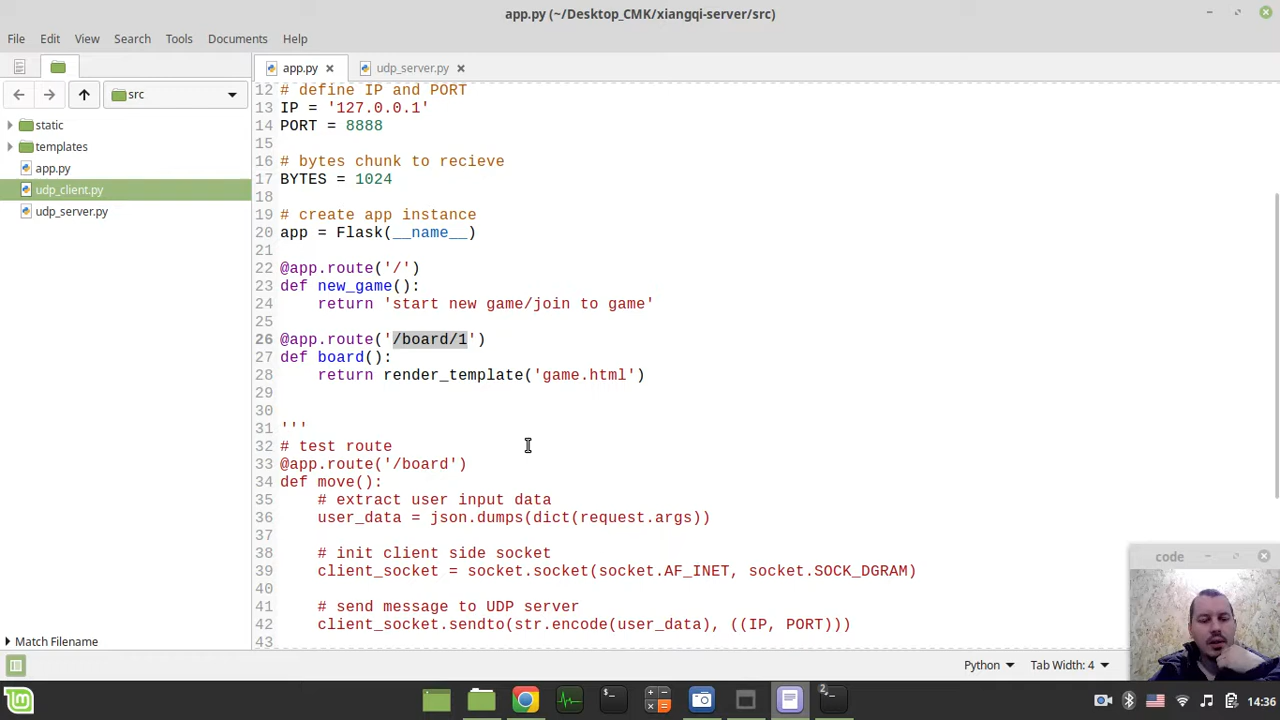 app.py (~/Desktop_CMK/xiangqi-server/src)
File Edit View Search Tools Documents Help
app.py udp_server.py
src
static
templates
app.py
udp_client.py
udp_server.py
12 # define IP and PORT
13 IP = '127.0.0.1'
14 PORT = 8888
15
16 # bytes chunk to recieve
17 BYTES = 1024
18
19 # create app instance
20 app = Flask(__name__)
21
22 @app.route('/')
23 def new_game():
24     return 'start new game/join to game'
25
26 @app.route('/board/1')
27 def board():
28     return render_template('game.html')
29
30
31 '''
32 # test route
33 @app.route('/board')
34 def move():
35     # extract user input data
36     user_data = json.dumps(dict(request.args))
37
38     # init client side socket
39     client_socket = socket.socket(socket.AF_INET, socket.SOCK_DGRAM)
40
41     # send message to UDP server
42     client_socket.sendto(str.encode(user_data), ((IP, PORT)))
43
code
Match Filename
Python Tab Width: 4
2
14:36